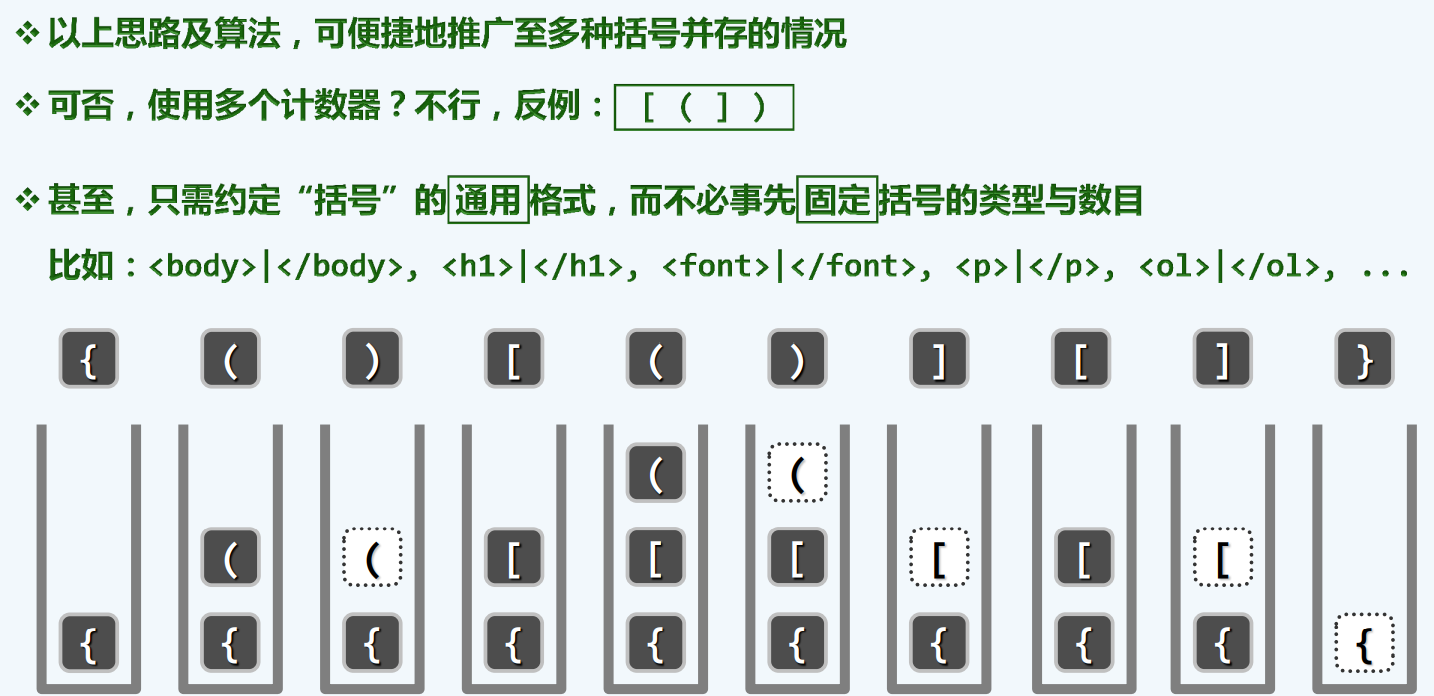 ❖ 以上思路及算法，可便捷地推广至多种括号并存的情况
❖ 可否，使用多个计数器？不行，反例： [ ( ] )
❖ 甚至，只需约定“括号”的通用格式，而不必事先固定括号的类型与数目
比如：<body>|</body>, <h1>|</h1>, <font>|</font>, <p>|</p>, <ol>|</ol>, ...
{ ( ) [ ( ) ] [ ] }
( (
( ( [ [ [ [ [ [
{ { { { { { { { { {